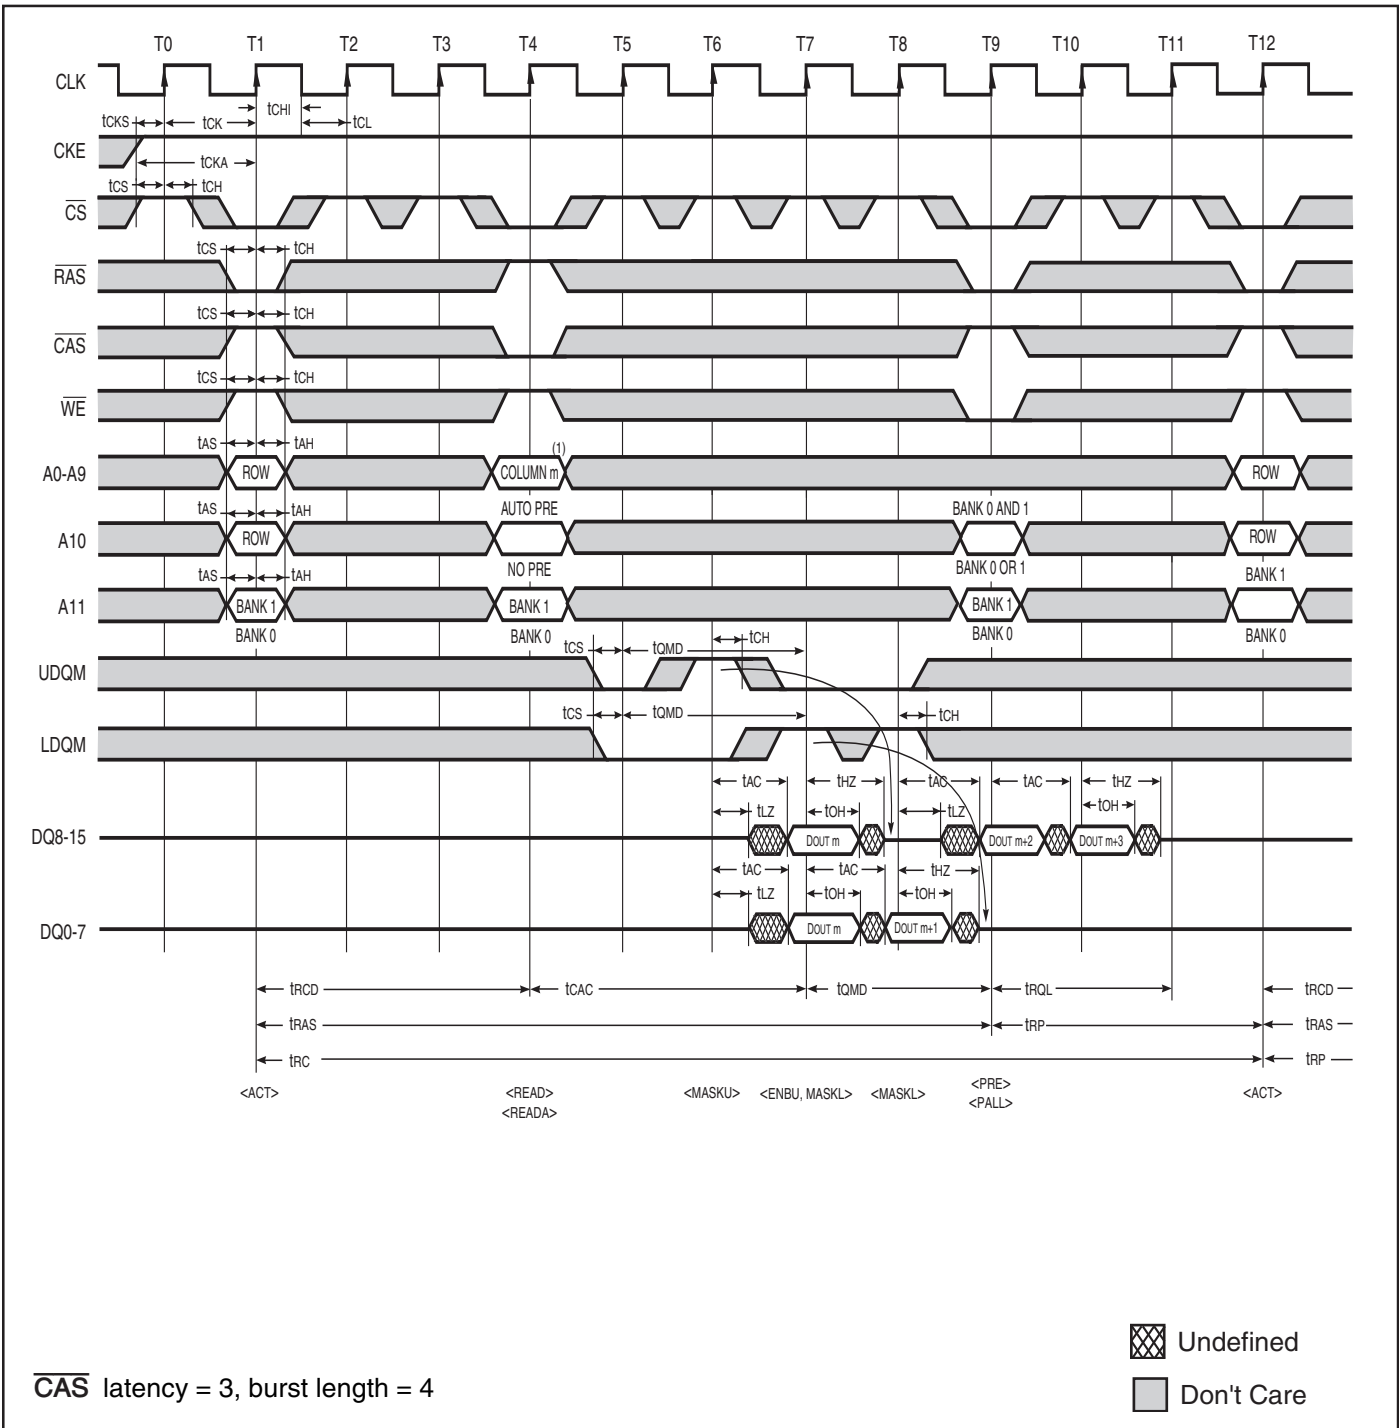 T0 T1 T2 T3 T4 T5 T6 T7 T8 T9 T10 T11 T12
CLK
tCHI
tCKS tCK tCL
CKE
tCKA
tCS tCH
CS
tCS tCH
RAS
tCS tCH
CAS
tCS tCH
WE
tAS tAH (1)
A0-A9 ROW COLUMN m ROW
tAS tAH AUTO PRE BANK 0 AND 1
A10 ROW ROW
NO PRE BANK 0 OR 1
tAS tAH BANK 1
A11 BANK 1 BANK 1 BANK 1
BANK 0 BANK 0 BANK 0 BANK 0
tCS tQMD tCH
UDQM
tCS tQMD tCH
LDQM
tAC tHZ tAC tAC tHZ
tLZ tOH tLZ tOH
DQ8-15 DOUT m DOUT m+2 DOUT m+3
tAC tAC tHZ
tLZ tOH tOH
DQ0-7 DOUT m DOUT m+1
tRCD tCAC tQMD tRQL tRCD
tRAS tRP tRAS
tRC tRP
<ACT> <READ> <MASKU> <ENBU, MASKL> <MASKL> <PRE> <ACT>
<READA> <PALL>
Undefined
CAS latency = 3, burst length = 4
Don't Care